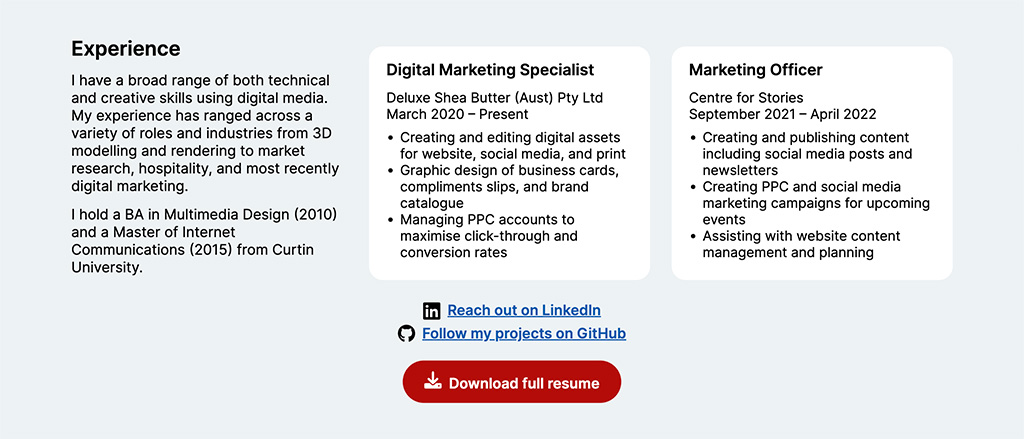 Experience
I have a broad range of both technical
and creative skills using digital media.
My experience has ranged across a
variety of roles and industries from 3D
modelling and rendering to market
research, hospitality, and most recently
digital marketing.
I hold a BA in Multimedia Design (2010)
and a Master of Internet
Communications (2015) from Curtin
University.
Digital Marketing Specialist
Deluxe Shea Butter (Aust) Pty Ltd
March 2020 – Present
• Creating and editing digital assets
for website, social media, and print
• Graphic design of business cards,
compliments slips, and brand
catalogue
• Managing PPC accounts to
maximise click-through and
conversion rates
Marketing Officer
Centre for Stories
September 2021 – April 2022
• Creating and publishing content
including social media posts and
newsletters
• Creating PPC and social media
marketing campaigns for upcoming
events
• Assisting with website content
management and planning
in Reach out on LinkedIn
Follow my projects on GitHub
Download full resume